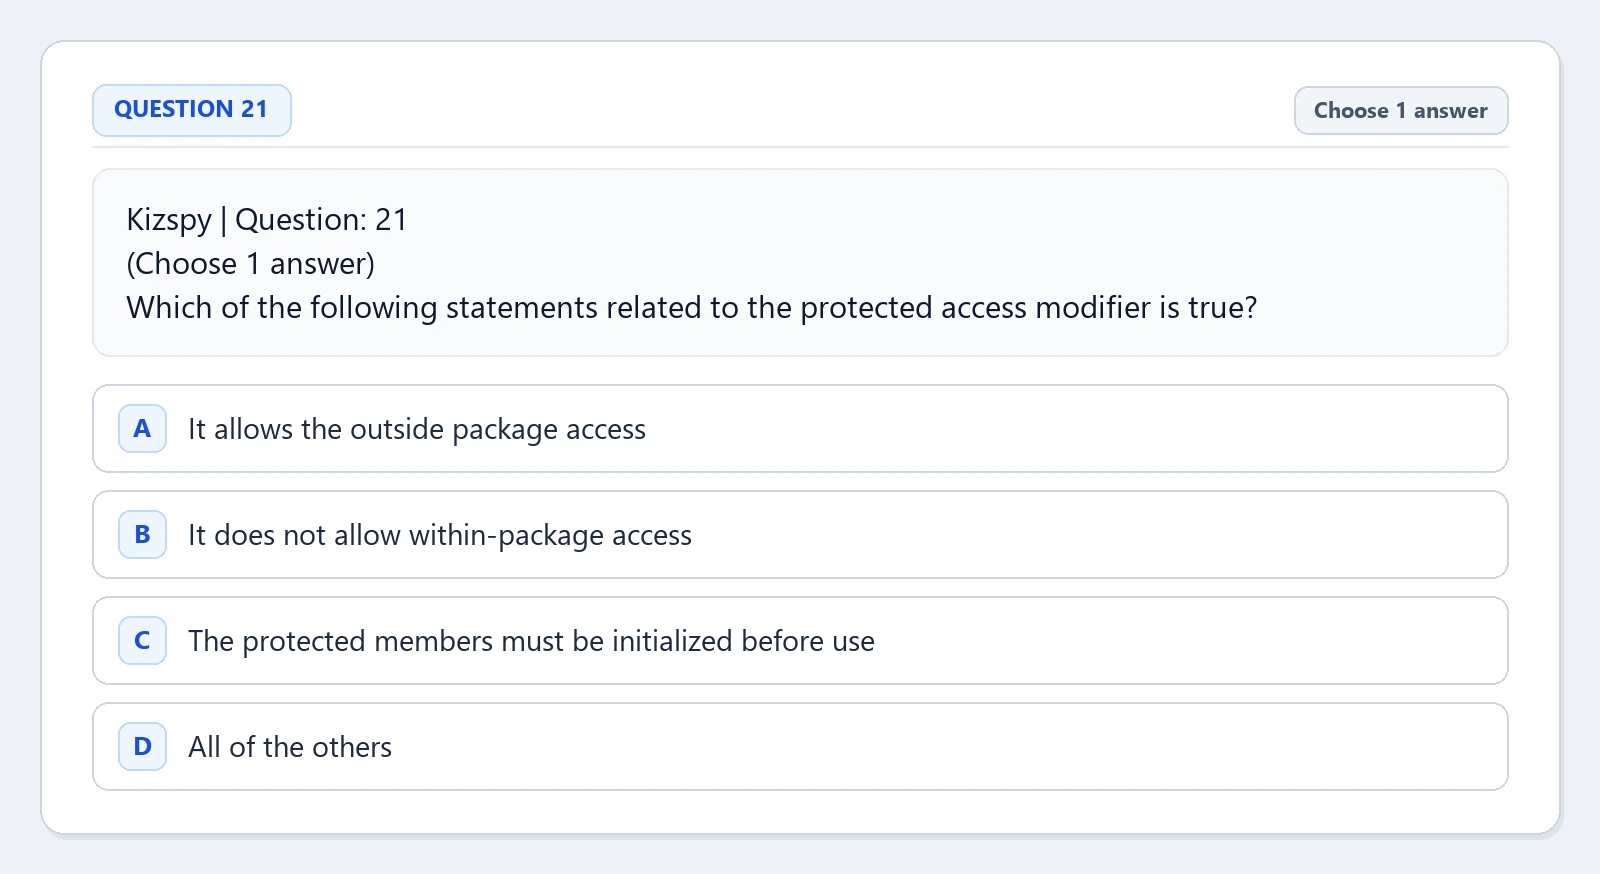 QUESTION 21
Choose 1 answer
Kizspy | Question: 21
(Choose 1 answer)
Which of the following statements related to the protected access modifier is true?
A It allows the outside package access
B It does not allow within-package access
C The protected members must be initialized before use
D All of the others